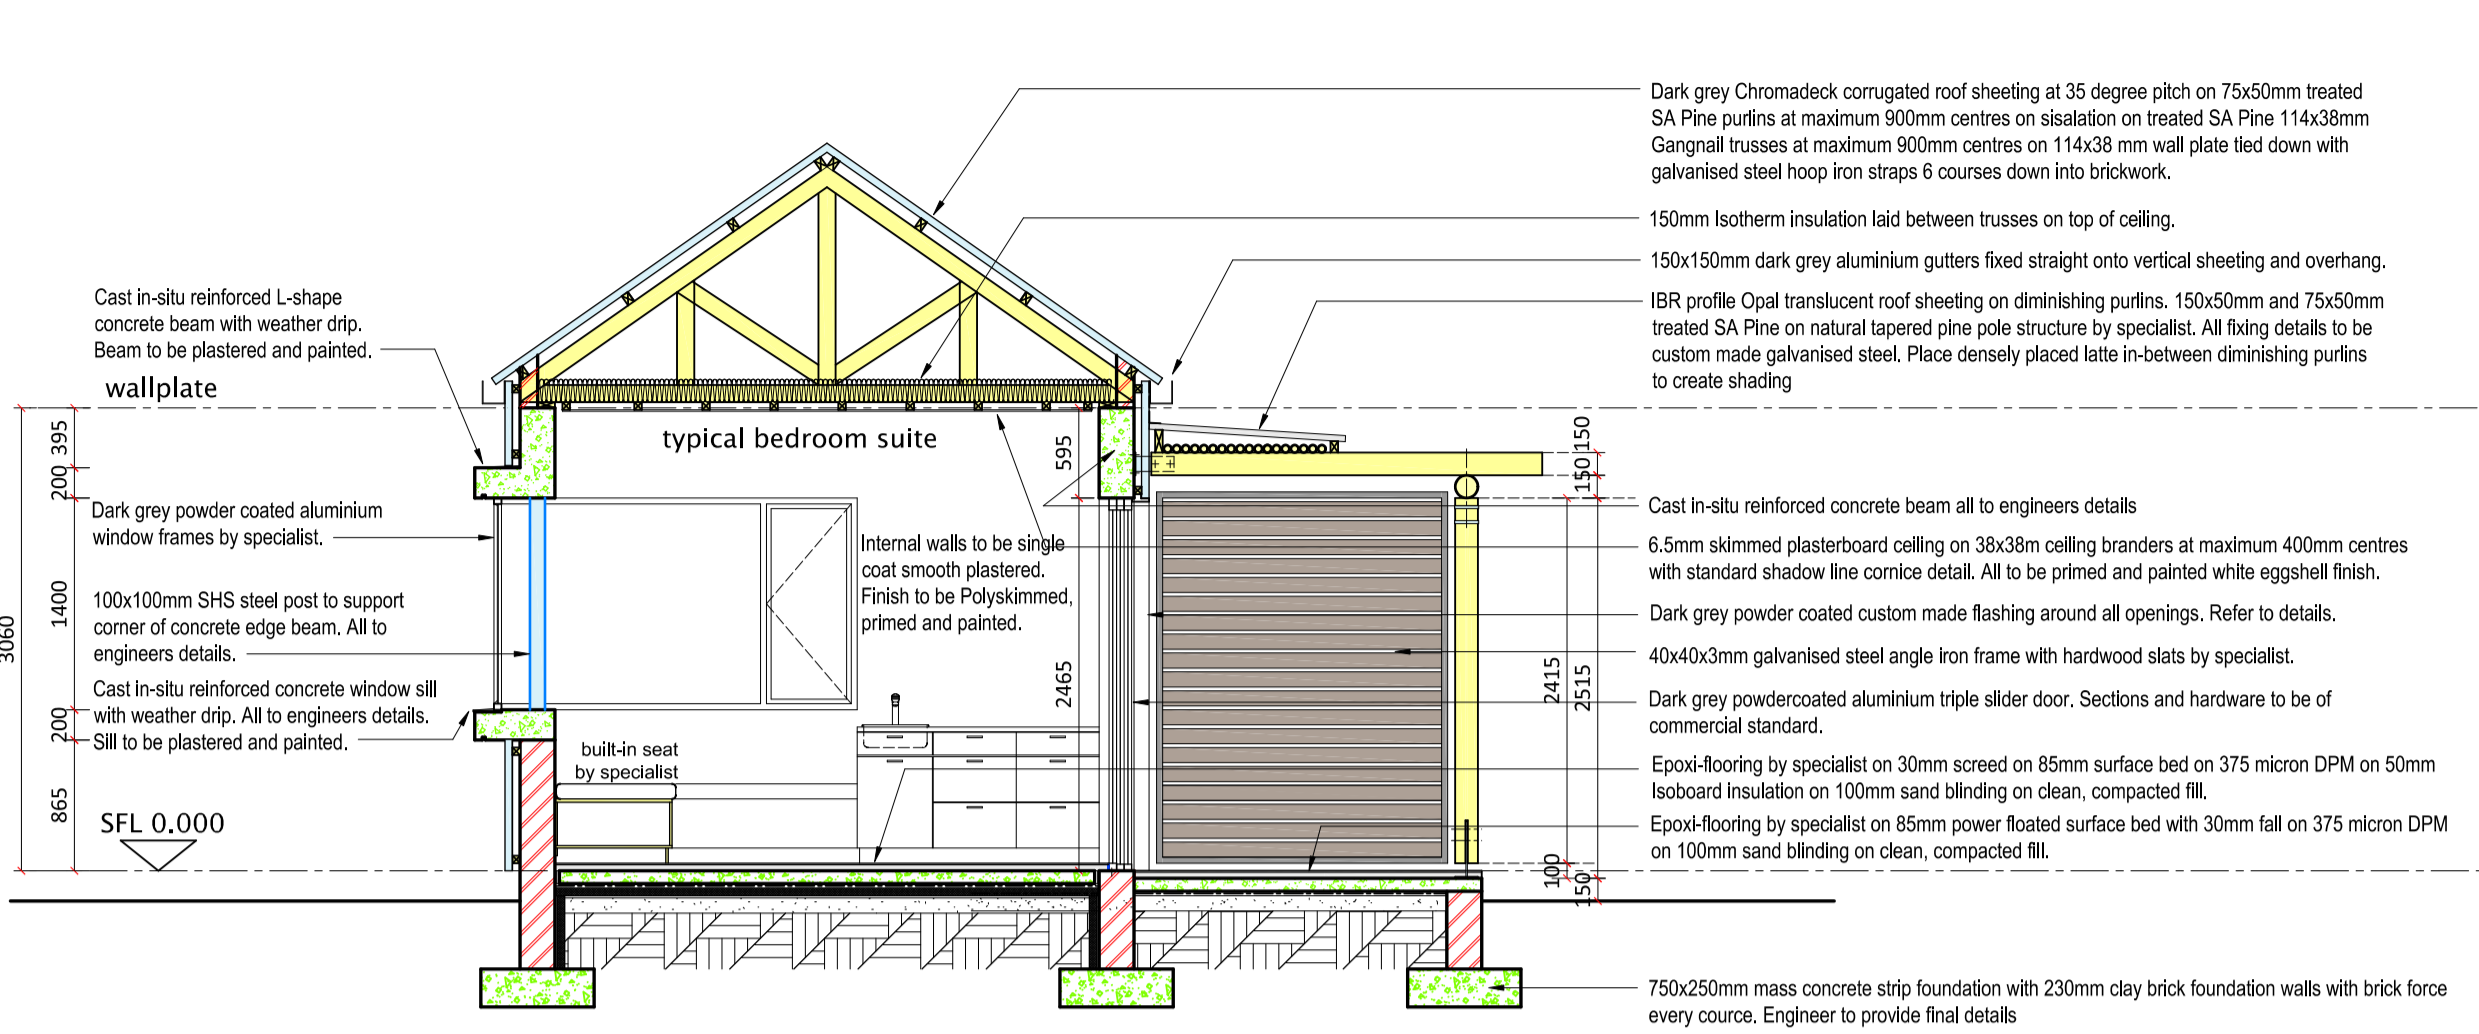 Dark grey Chromadeck corrugated roof sheeting at 35 degree pitch on 75x50mm treated
SA Pine purlins at maximum 900mm centres on sisalation on treated SA Pine 114x38mm
Gangnail trusses at maximum 900mm centres on 114x38 mm wall plate tied down with
galvanised steel hoop iron straps 6 courses down into brickwork.
150mm Isotherm insulation laid between trusses on top of ceiling.
150x150mm dark grey aluminium gutters fixed straight onto vertical sheeting and overhang.
IBR profile Opal translucent roof sheeting on diminishing purlins. 150x50mm and 75x50mm
treated SA Pine on natural tapered pine pole structure by specialist. All fixing details to be
custom made galvanised steel. Place densely placed latte in-between diminishing purlins
to create shading
Cast in-situ reinforced L-shape
concrete beam with weather drip.
Beam to be plastered and painted.
wallplate
395
200
1400
200
865
3060
Dark grey powder coated aluminium
window frames by specialist.
100x100mm SHS steel post to support
corner of concrete edge beam. All to
engineers details.
Cast in-situ reinforced concrete window sill
with weather drip. All to engineers details.
Sill to be plastered and painted.
SFL 0.000
typical bedroom suite
595
2465
Internal walls to be single
coat smooth plastered.
Finish to be Polyskimmed,
primed and painted.
built-in seat
by specialist
150
150
2415
2515
100
150
Cast in-situ reinforced concrete beam all to engineers details
6.5mm skimmed plasterboard ceiling on 38x38m ceiling branders at maximum 400mm centres
with standard shadow line cornice detail. All to be primed and painted white eggshell finish.
Dark grey powder coated custom made flashing around all openings. Refer to details.
40x40x3mm galvanised steel angle iron frame with hardwood slats by specialist.
Dark grey powdercoated aluminium triple slider door. Sections and hardware to be of
commercial standard.
Epoxi-flooring by specialist on 30mm screed on 85mm surface bed on 375 micron DPM on 50mm
Isoboard insulation on 100mm sand blinding on clean, compacted fill.
Epoxi-flooring by specialist on 85mm power floated surface bed with 30mm fall on 375 micron DPM
on 100mm sand blinding on clean, compacted fill.
750x250mm mass concrete strip foundation with 230mm clay brick foundation walls with brick force
every cource. Engineer to provide final details